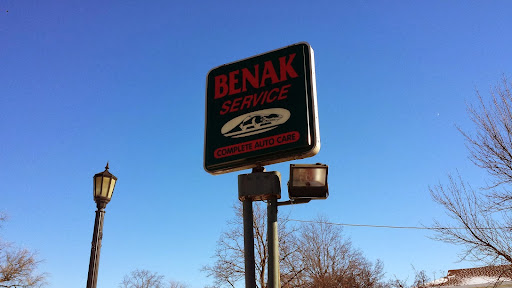 BENAK
SERVICE
COMPLETE AUTO CARE